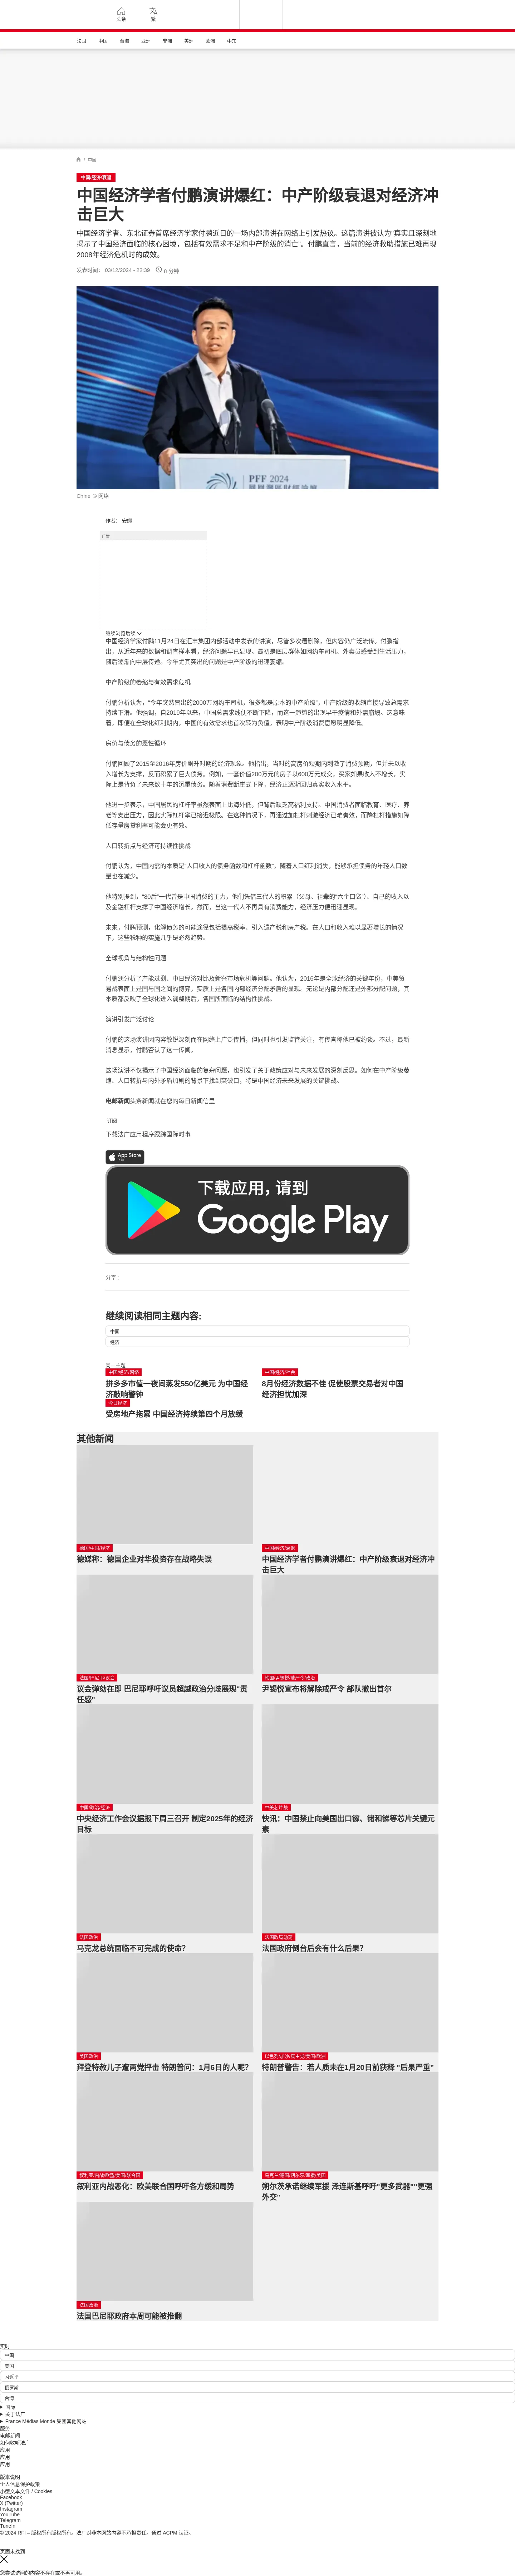 头条
繁
法国
中国
台海
亚洲
非洲
美洲
欧洲
中东
/ 中国
中国/经济/衰退
中国经济学者付鹏演讲爆红：中产阶级衰退对经济冲
击巨大
中国经济学者、东北证券首席经济学家付鹏近日的一场内部演讲在网络上引发热议。这篇演讲被认为“真实且深刻地
揭示了中国经济面临的核心困境，包括有效需求不足和中产阶级的消亡”。付鹏直言，当前的经济救助措施已难再现
2008年经济危机时的成效。
发表时间： 03/12/2024 - 22:39
8 分钟
PFF 2024
Chine © 网络
作者： 安娜
广告
继续浏览后续
中国经济学家付鹏11月24日在汇丰集团内部活动中发表的讲演，尽管多次遭删除，但内容仍广泛流传。付鹏指
出，从近年来的数据和调查样本看，经济问题早已显现。最初是底层群体如网约车司机、外卖员感受到生活压力，
随后逐渐向中层传递。今年尤其突出的问题是中产阶级的迅速萎缩。
中产阶级的萎缩与有效需求危机
付鹏分析认为，“今年突然冒出的2000万网约车司机，很多都是原本的中产阶级”，中产阶级的收缩直接导致总需求
持续下滑。他强调，自2019年以来，中国总需求线便不断下降，而这一趋势的出现早于疫情和外需崩塌。这意味
着，即便在全球化红利期内，中国的有效需求也首次转为负值，表明中产阶级消费意愿明显降低。
房价与债务的恶性循环
付鹏回顾了2015至2016年房价飙升时期的经济现象。他指出，当时的高房价短期内刺激了消费预期，但并未以收
入增长为支撑，反而积累了巨大债务。例如，一套价值200万元的房子以600万元成交，买家如果收入不增长，实
际上是背负了未来数十年的沉重债务。随着消费断崖式下降，经济正逐渐回归真实收入水平。
他进一步表示，中国居民的杠杆率虽然表面上比海外低，但背后缺乏高福利支持。中国消费者面临教育、医疗、养
老等支出压力，因此实际杠杆率已接近极限。在这种情况下，再通过加杠杆刺激经济已难奏效，而降杠杆措施如降
低存量房贷利率可能会更有效。
人口转折点与经济可持续性挑战
付鹏认为，中国内需的本质是“人口收入的债务函数和杠杆函数”。随着人口红利消失，能够承担债务的年轻人口数
量也在减少。
他特别提到，“80后”一代曾是中国消费的主力，他们凭借三代人的积累（父母、祖辈的“六个口袋”）、自己的收入以
及金融杠杆支撑了中国经济增长。然而，当这一代人不再具有消费能力，经济压力便迅速显现。
未来，付鹏预测，化解债务的可能途径包括提高税率、引入遗产税和房产税。在人口和收入难以显著增长的情况
下，这些税种的实施几乎是必然趋势。
全球视角与结构性问题
付鹏还分析了产能过剩、中日经济对比及新兴市场危机等问题。他认为，2016年是全球经济的关键年份，中美贸
易战表面上是国与国之间的博弈，实质上是各国内部经济分配矛盾的显现。无论是内部分配还是外部分配问题，其
本质都反映了全球化进入调整期后，各国所面临的结构性挑战。
演讲引发广泛讨论
付鹏的这场演讲因内容敏锐深刻而在网络上广泛传播，但同时也引发监管关注，有传言称他已被约谈。不过，最新
消息显示，付鹏否认了这一传闻。
这场演讲不仅揭示了中国经济面临的复杂问题，也引发了关于政策应对与未来发展的深刻反思。如何在中产阶级萎
缩、人口转折与内外矛盾加剧的背景下找到突破口，将是中国经济未来发展的关键挑战。
电邮新闻头条新闻就在您的每日新闻信里
订阅
下载法广应用程序跟踪国际时事
App Store
下载应用，请到
Google Play
分享 :
继续阅读相同主题内容:
中国
经济
同一主题
中国/经济/网络
拼多多市值一夜间蒸发550亿美元 为中国经
济敲响警钟
中国/经济/社会
8月份经济数据不佳 促使股票交易者对中国
经济担忧加深
今日经济
受房地产拖累 中国经济持续第四个月放缓
其他新闻
德国/中国/经济
德媒称：德国企业对华投资存在战略失误
中国/经济/衰退
中国经济学者付鹏演讲爆红：中产阶级衰退对经济冲
击巨大
法国/巴尼耶/议会
议会弹劾在即 巴尼耶呼吁议员超越政治分歧展现“责
任感”
韩国/尹锡悦/戒严令/政治
尹锡悦宣布将解除戒严令 部队撤出首尔
中国/政治/经济
中央经济工作会议据报下周三召开 制定2025年的经济
目标
中美芯片战
快讯：中国禁止向美国出口镓、锗和锑等芯片关键元
素
法国政治
马克龙总统面临不可完成的使命?
法国政局动荡
法国政府倒台后会有什么后果?
美国政治
拜登特赦儿子遭两党抨击 特朗普问：1月6日的人呢?
以色列/加沙/真主党/美国/欧洲
特朗普警告：若人质未在1月20日前获释 “后果严重”
叙利亚/内战/欧盟/美国/联合国
叙利亚内战恶化：欧美联合国呼吁各方缓和局势
乌克兰/德国/朔尔茨/军援/美国
朔尔茨承诺继续军援 泽连斯基呼吁“更多武器”“更强
外交”
法国政治
法国巴尼耶政府本周可能被推翻
实时
中国
美国
习近平
俄罗斯
台湾
国际
关于法广
France Médias Monde 集团其他网站
服务
电邮新闻
如何收听法广
应用
应用
应用
版本说明
个人信息保护政策
小型文本文件 / Cookies
Facebook
X (Twitter)
Instagram
YouTube
Telegram
TuneIn
© 2024 RFI – 版权所有版权所有。法广对非本网站内容不承担责任。通过 ACPM 认证。
页面未找到
您尝试访问的内容不存在或不再可用。